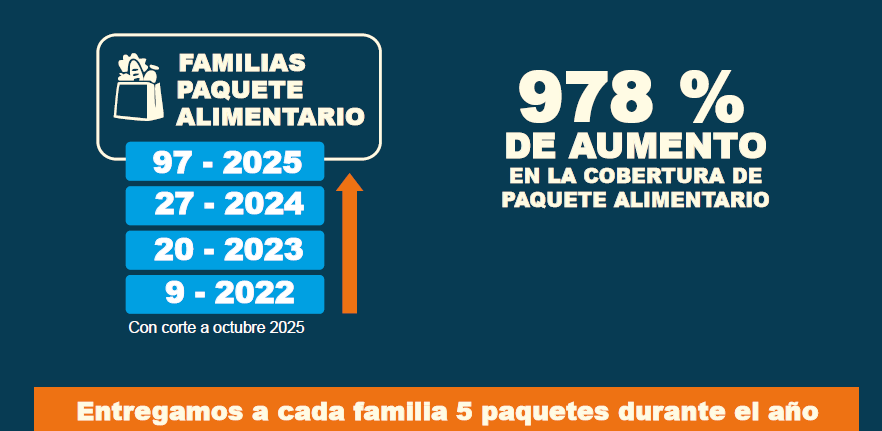 FAMILIAS
PAQUETE
ALIMENTARIO
97 - 2025
27 - 2024
20 - 2023
9 - 2022
Con corte a octubre 2025
978 %
DE AUMENTO
EN LA COBERTURA DE
PAQUETE ALIMENTARIO
Entregamos a cada familia 5 paquetes durante el año